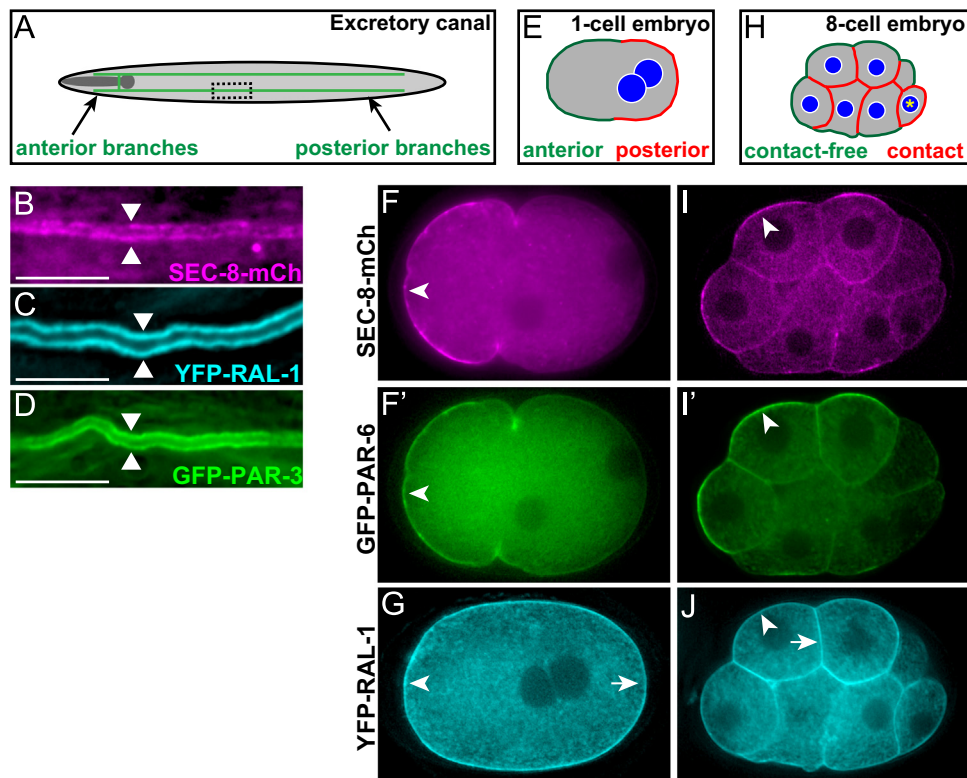 A Excretory canal
anterior branches posterior branches
E 1-cell embryo
anterior posterior
H 8-cell embryo
contact-free contact
*
B
SEC-8-mCh
C
YFP-RAL-1
D
GFP-PAR-3
SEC-8-mCh
F
I
GFP-PAR-6
F’
I’
YFP-RAL-1
G
J